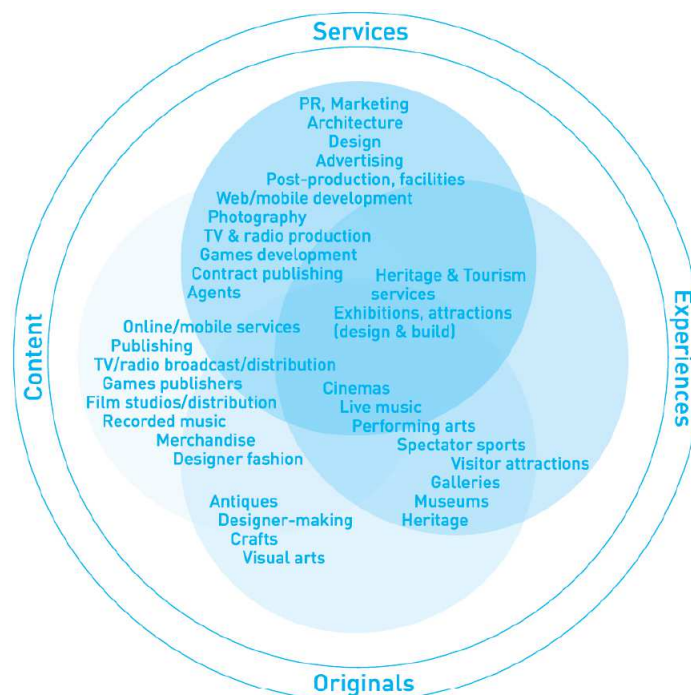 Services
PR, Marketing
Architecture
Design
Advertising
Post-production, facilities
Web/mobile development
Photography
TV & radio production
Games development
Contract publishing
Agents
Heritage & Tourism
services
Exhibitions, attractions
(design & build)
Content
Online/mobile services
Publishing
TV/radio broadcast/distribution
Games publishers
Film studios/distribution
Recorded music
Merchandise
Designer fashion
Cinemas
Live music
Performing arts
Spectator sports
Visitor attractions
Galleries
Museums
Heritage
Experiences
Antiques
Designer-making
Crafts
Visual arts
Originals